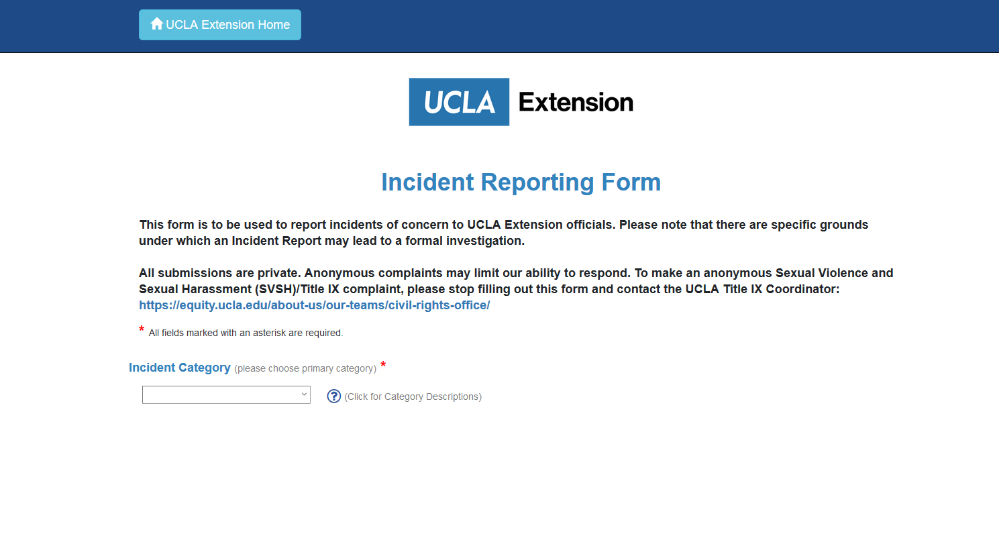 UCLA Extension Home
UCLA Extension
Incident Reporting Form
This form is to be used to report incidents of concern to UCLA Extension officials. Please note that there are specific grounds
under which an Incident Report may lead to a formal investigation.
All submissions are private. Anonymous complaints may limit our ability to respond. To make an anonymous Sexual Violence and
Sexual Harassment (SVSH)/Title IX complaint, please stop filling out this form and contact the UCLA Title IX Coordinator:
https://equity.ucla.edu/about-us/our-teams/civil-rights-office/
* All fields marked with an asterisk are required.
Incident Category (please choose primary category) *
? (Click for Category Descriptions)